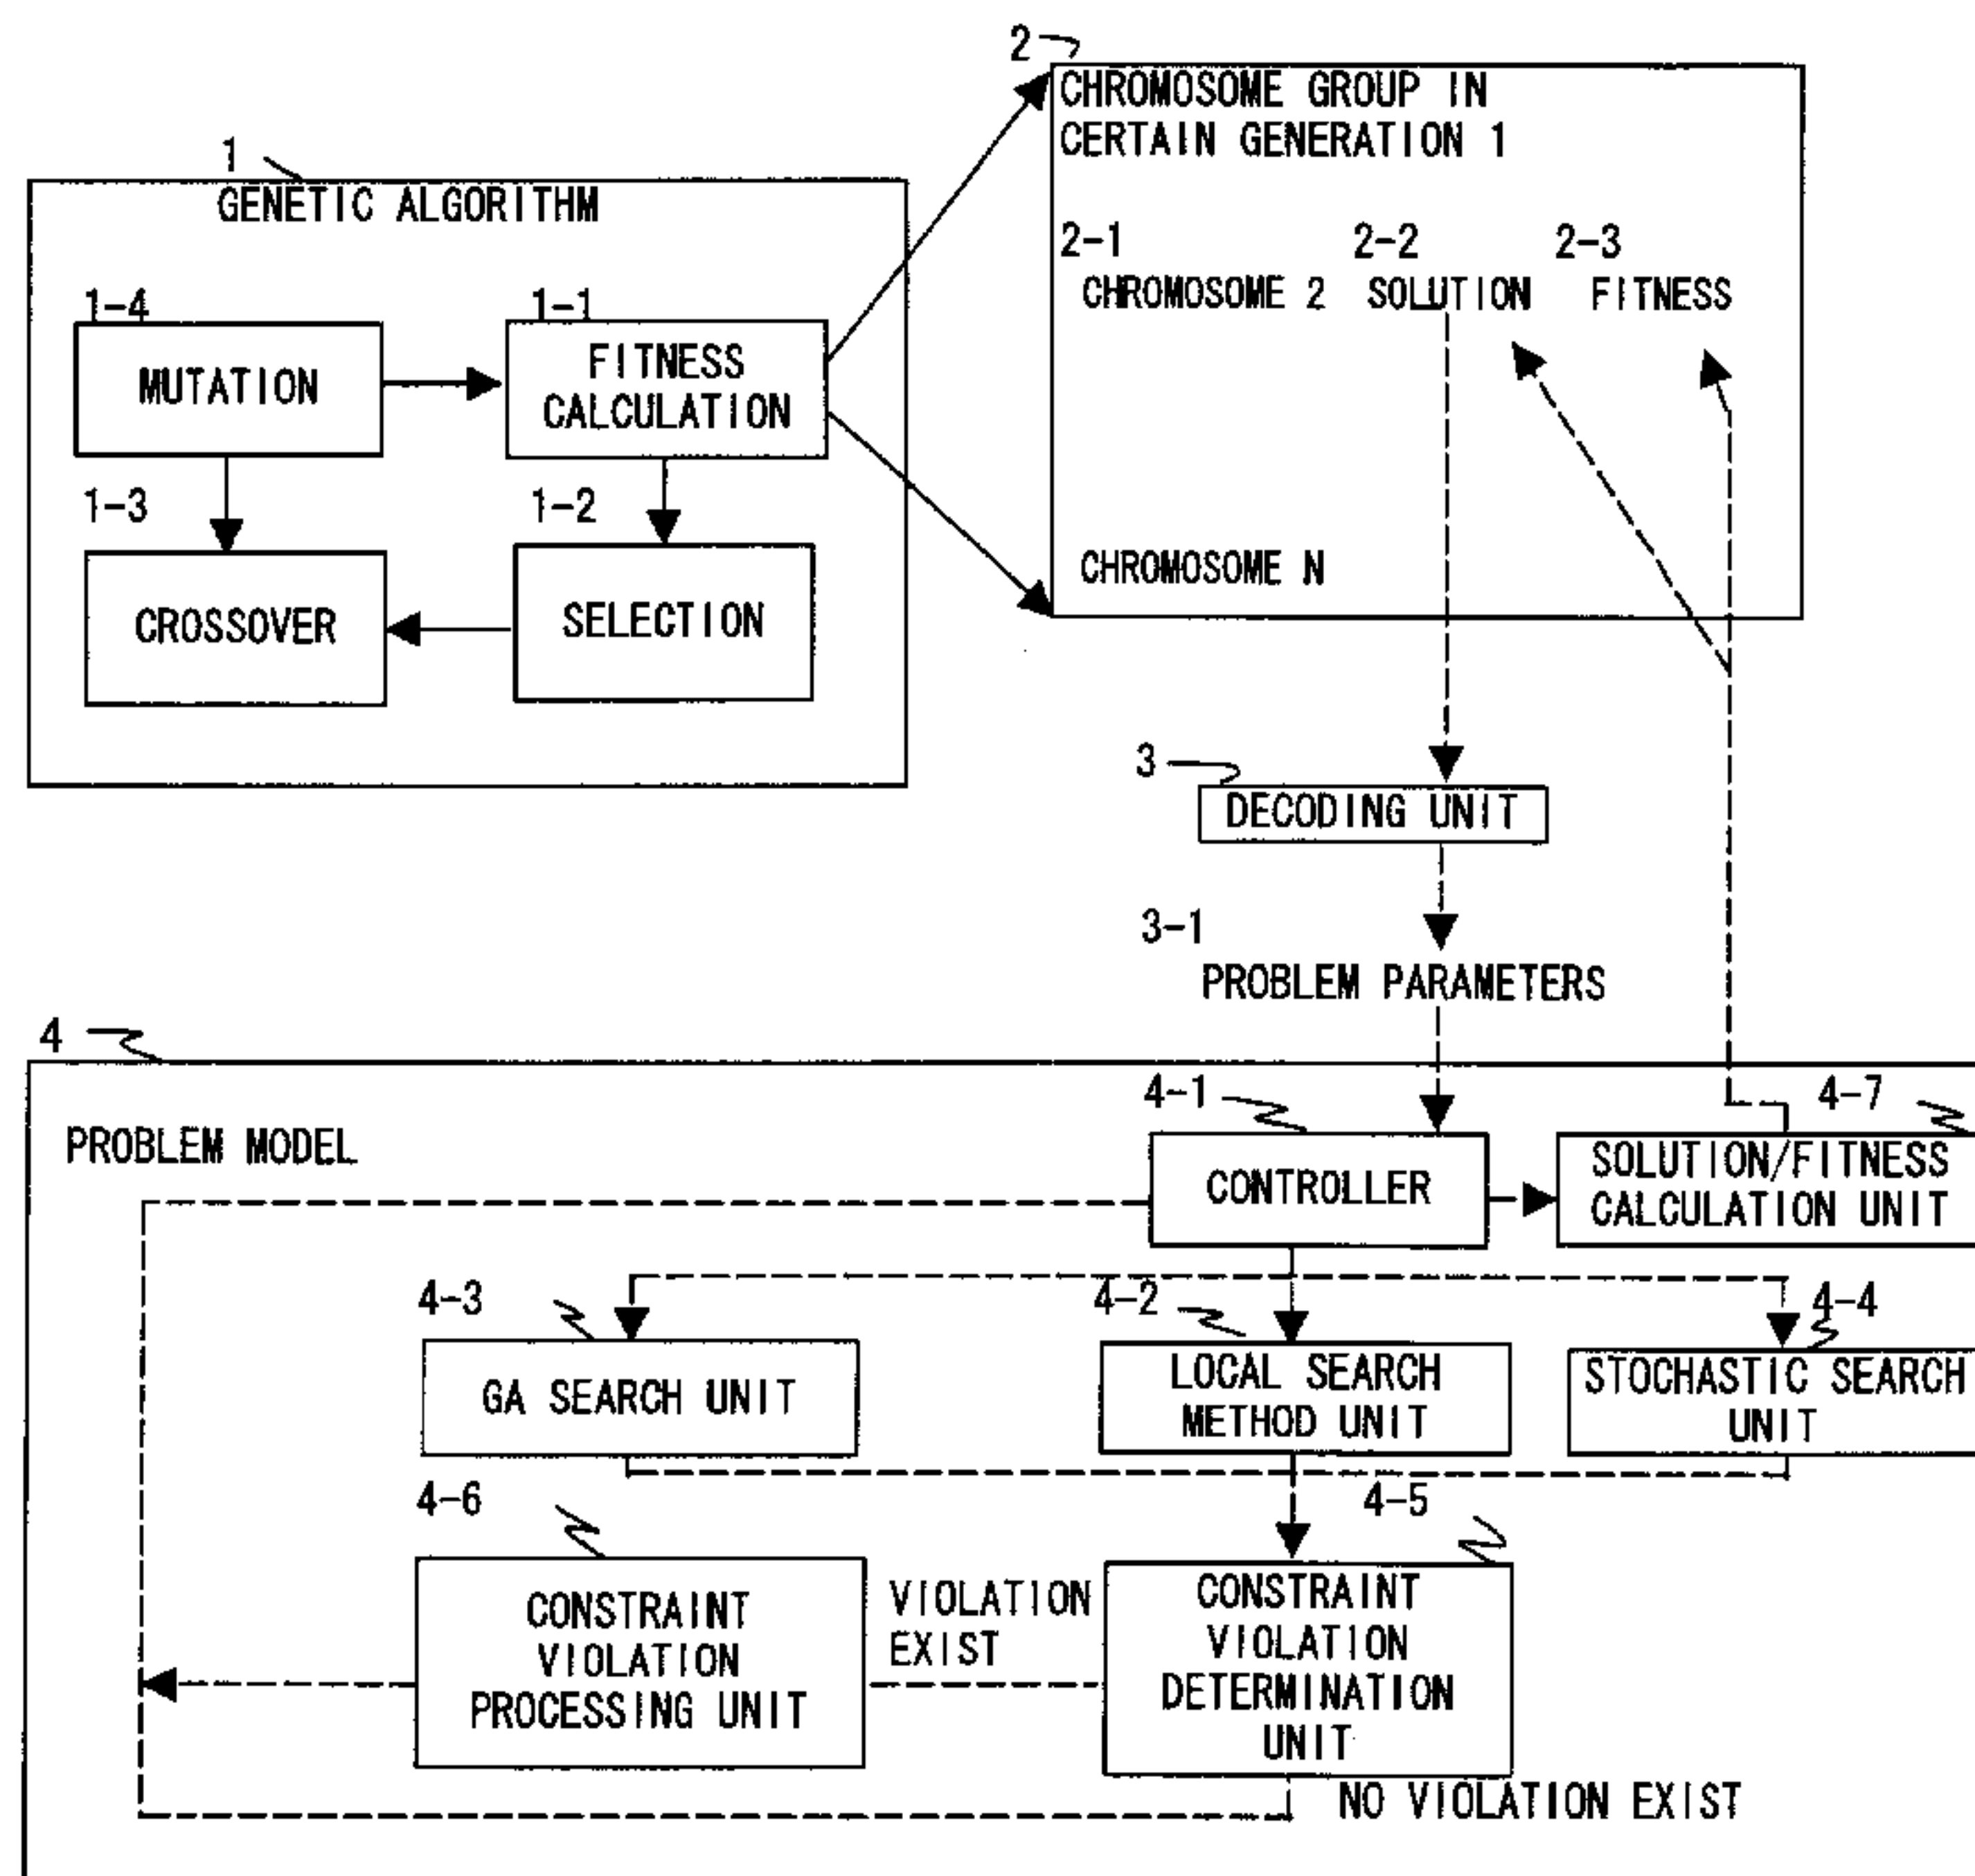 2
CHROMOSOME GROUP IN
CERTAIN GENERATION 1
2-1
2-2
2-3
CHROMOSOME 2
SOLUTION
FITNESS
CHROMOSOME N
1
GENETIC ALGORITHM
1-4
1-1
MUTATION
FITNESS
CALCULATION
1-3
1-2
CROSSOVER
SELECTION
3
DECODING UNIT
3-1
PROBLEM PARAMETERS
4
PROBLEM MODEL
4-1
CONTROLLER
4-7
SOLUTION/FITNESS
CALCULATION UNIT
4-3
GA SEARCH UNIT
4-2
LOCAL SEARCH
METHOD UNIT
4-4
STOCHASTIC SEARCH
UNIT
4-6
CONSTRAINT
VIOLATION
PROCESSING UNIT
VIOLATION
EXIST
4-5
CONSTRAINT
VIOLATION
DETERMINATION
UNIT
NO VIOLATION EXIST